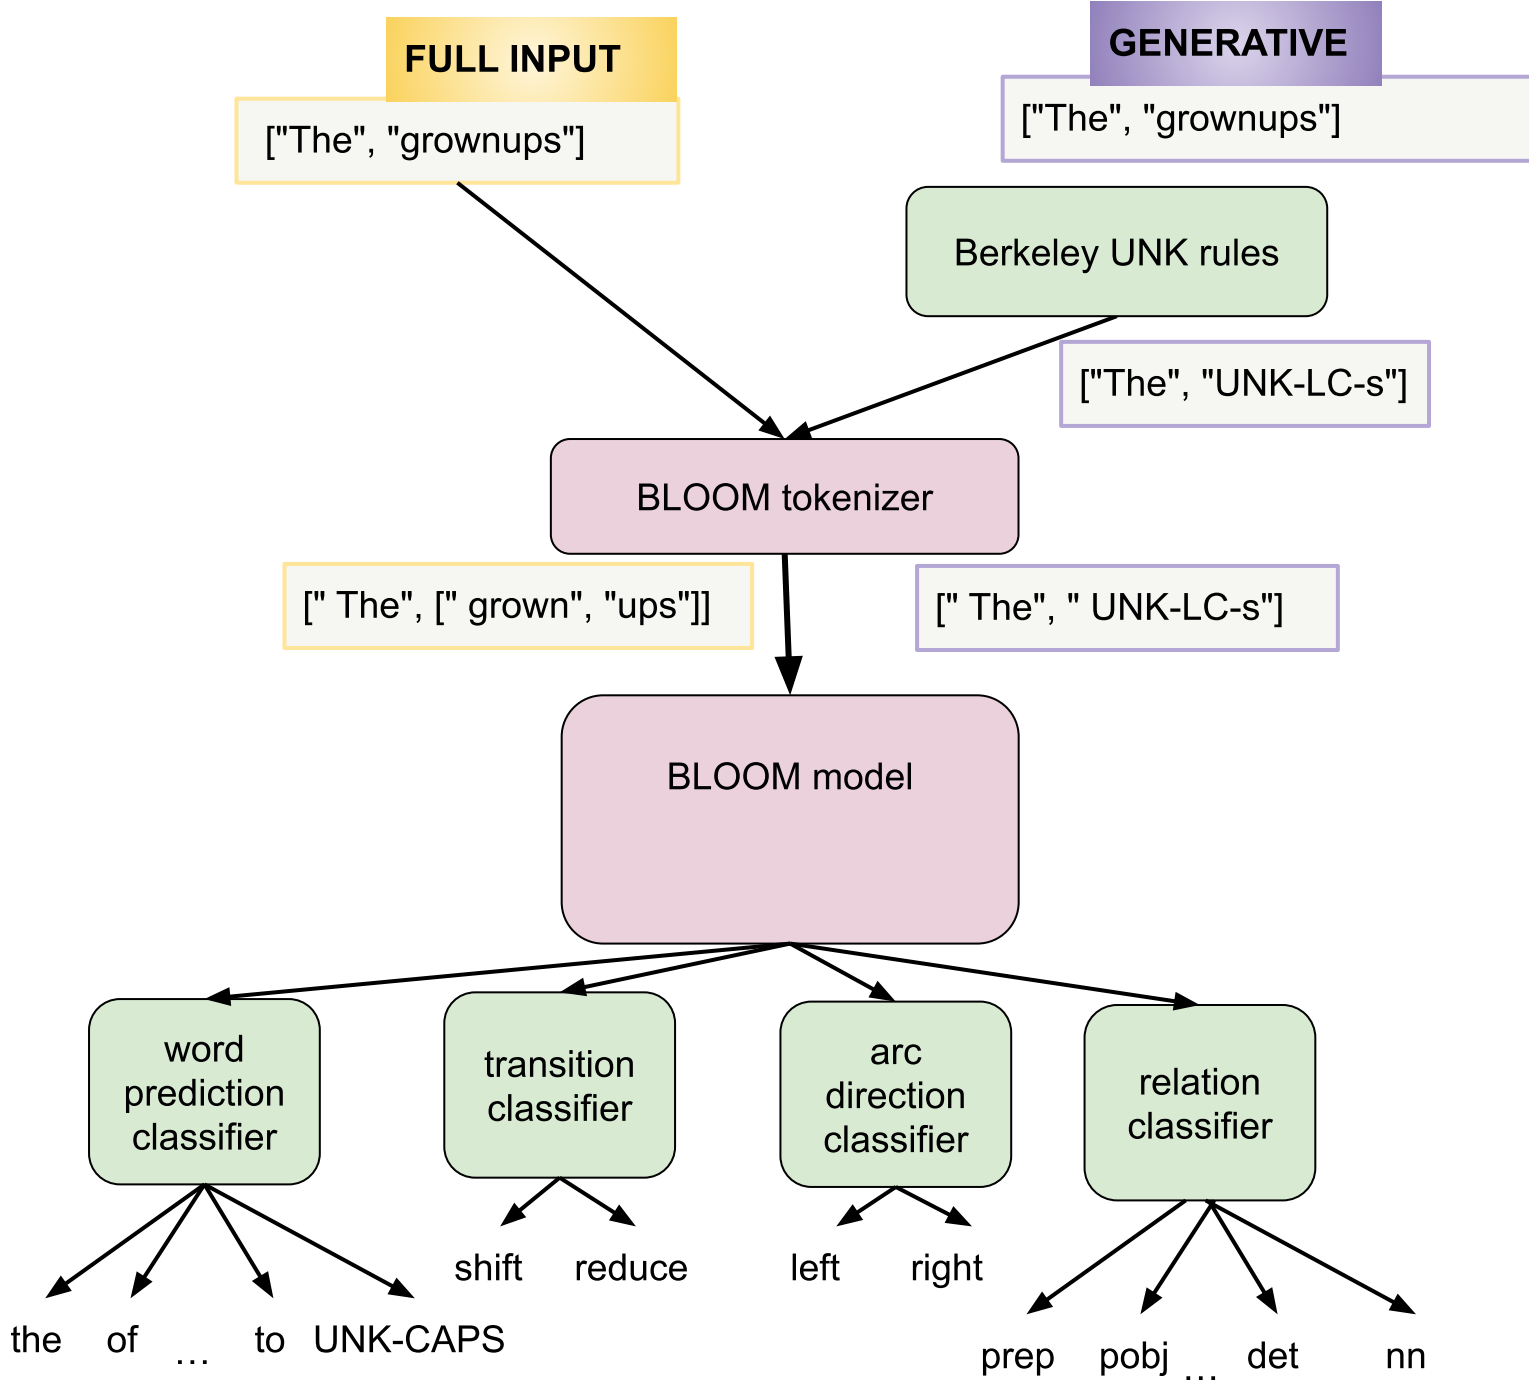 FULL INPUT
GENERATIVE
["The", "grownups"]
["The", "grownups"]
Berkeley UNK rules
["The", "UNK-LC-s"]
BLOOM tokenizer
[" The", [" grown", "ups"]]
[" The", " UNK-LC-s"]
BLOOM model
word
prediction
classifier
transition
classifier
arc
direction
classifier
relation
classifier
shift reduce
left right
the of ... to UNK-CAPS
prep pobj ... det nn